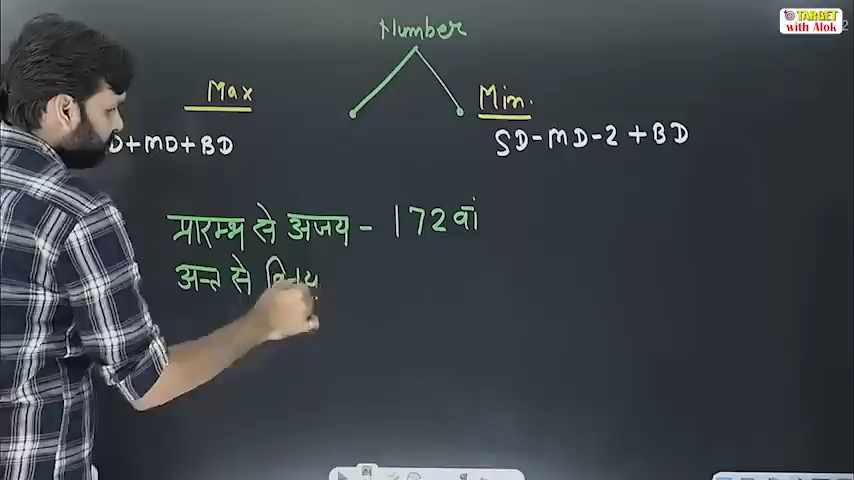 TARGET
with Alok
Number
Max
Min.
D+MD+BD
SD-MD-2+BD
प्रारम्भ से अजय - 172वां
अन्त से